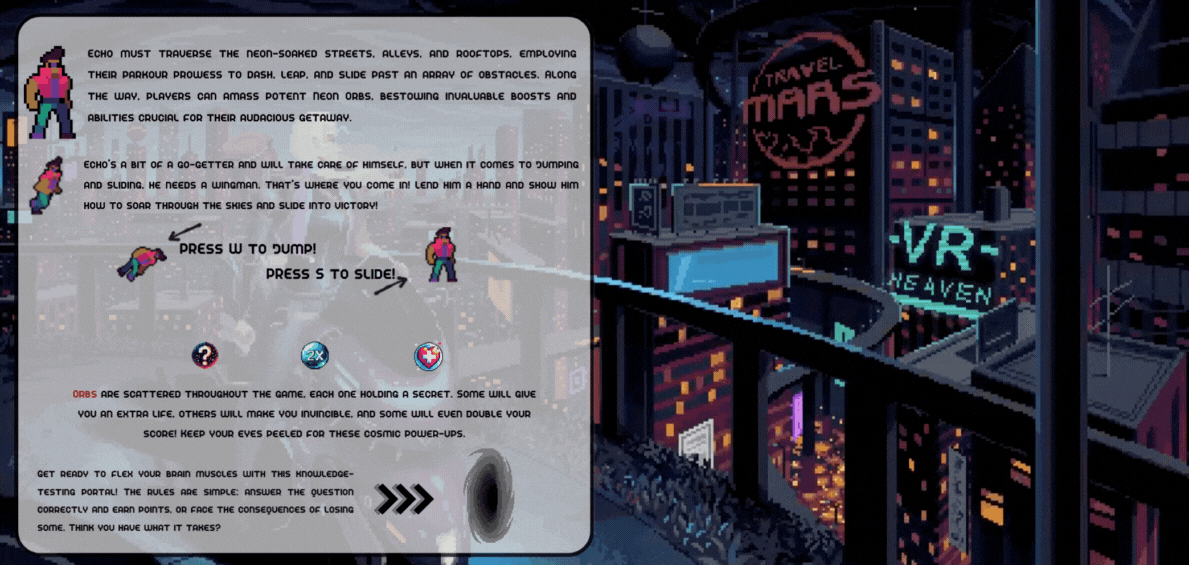 Echo must traverse the neon-soaked streets, alleys, and rooftops, employing
their parkour prowess to dash, leap, and slide past an array of obstacles. Along
the way, players can amass potent neon orbs, bestowing invaluable boosts and
abilities crucial for their audacious getaway.
Echo's a bit of a go-getter and will take care of himself, but when it comes to jumping
and sliding, he needs a wingman. That's where you come in! Lend him a hand and show him
how to soar through the skies and slide into victory!
Press W to jump!
Press S to slide!
?
2X
Orbs are scattered throughout the game, each one holding a secret. Some will give
you an extra life, others will make you invincible, and some will even double your
score! Keep your eyes peeled for these cosmic power-ups.
Get ready to flex your brain muscles with this knowledge-
testing portal! The rules are simple: answer the question
correctly and earn points, or face the consequences of losing
some. Think you have what it takes?
TRAVEL
MARS
-VR-
HEAVEN